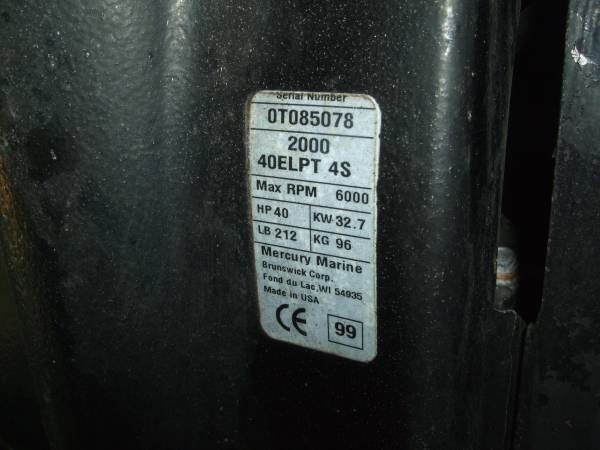 Serial Number
0T085078
2000
40ELPT 4S
Max RPM 6000
HP 40 KW 32.7
LB 212 KG 96
Mercury Marine
Brunswick Corp.
Fond du Lac, WI 54935
Made in USA
CE 99